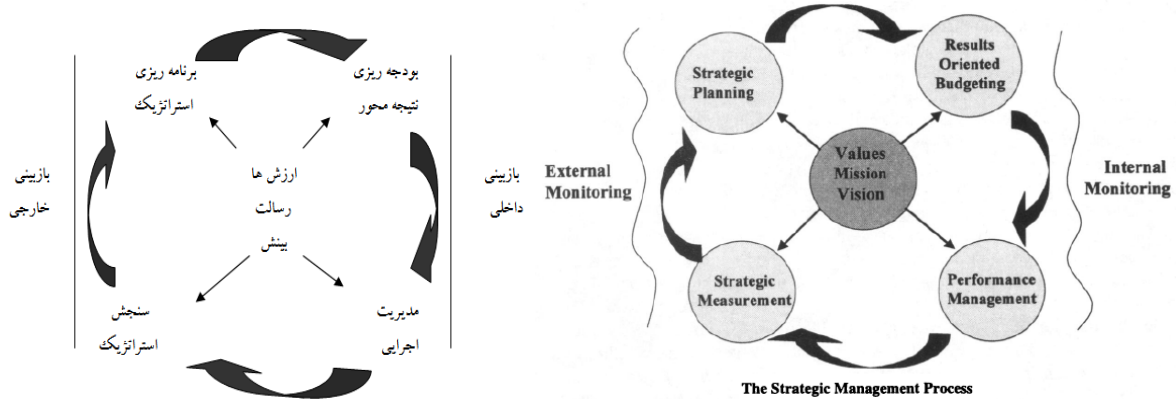 برنامه ریزی
استراتژیک
بودجه ریزی
نتیجه محور
ارزش ها
رسالت
بینش
بازبینی
خارجی
بازبینی
داخلی
سنجش
استراتژیک
مدیریت
اجرایی
Strategic
Planning
Results
Oriented
Budgeting
Values
Mission
Vision
External
Monitoring
Internal
Monitoring
Strategic
Measurement
Performance
Management
The Strategic Management Process